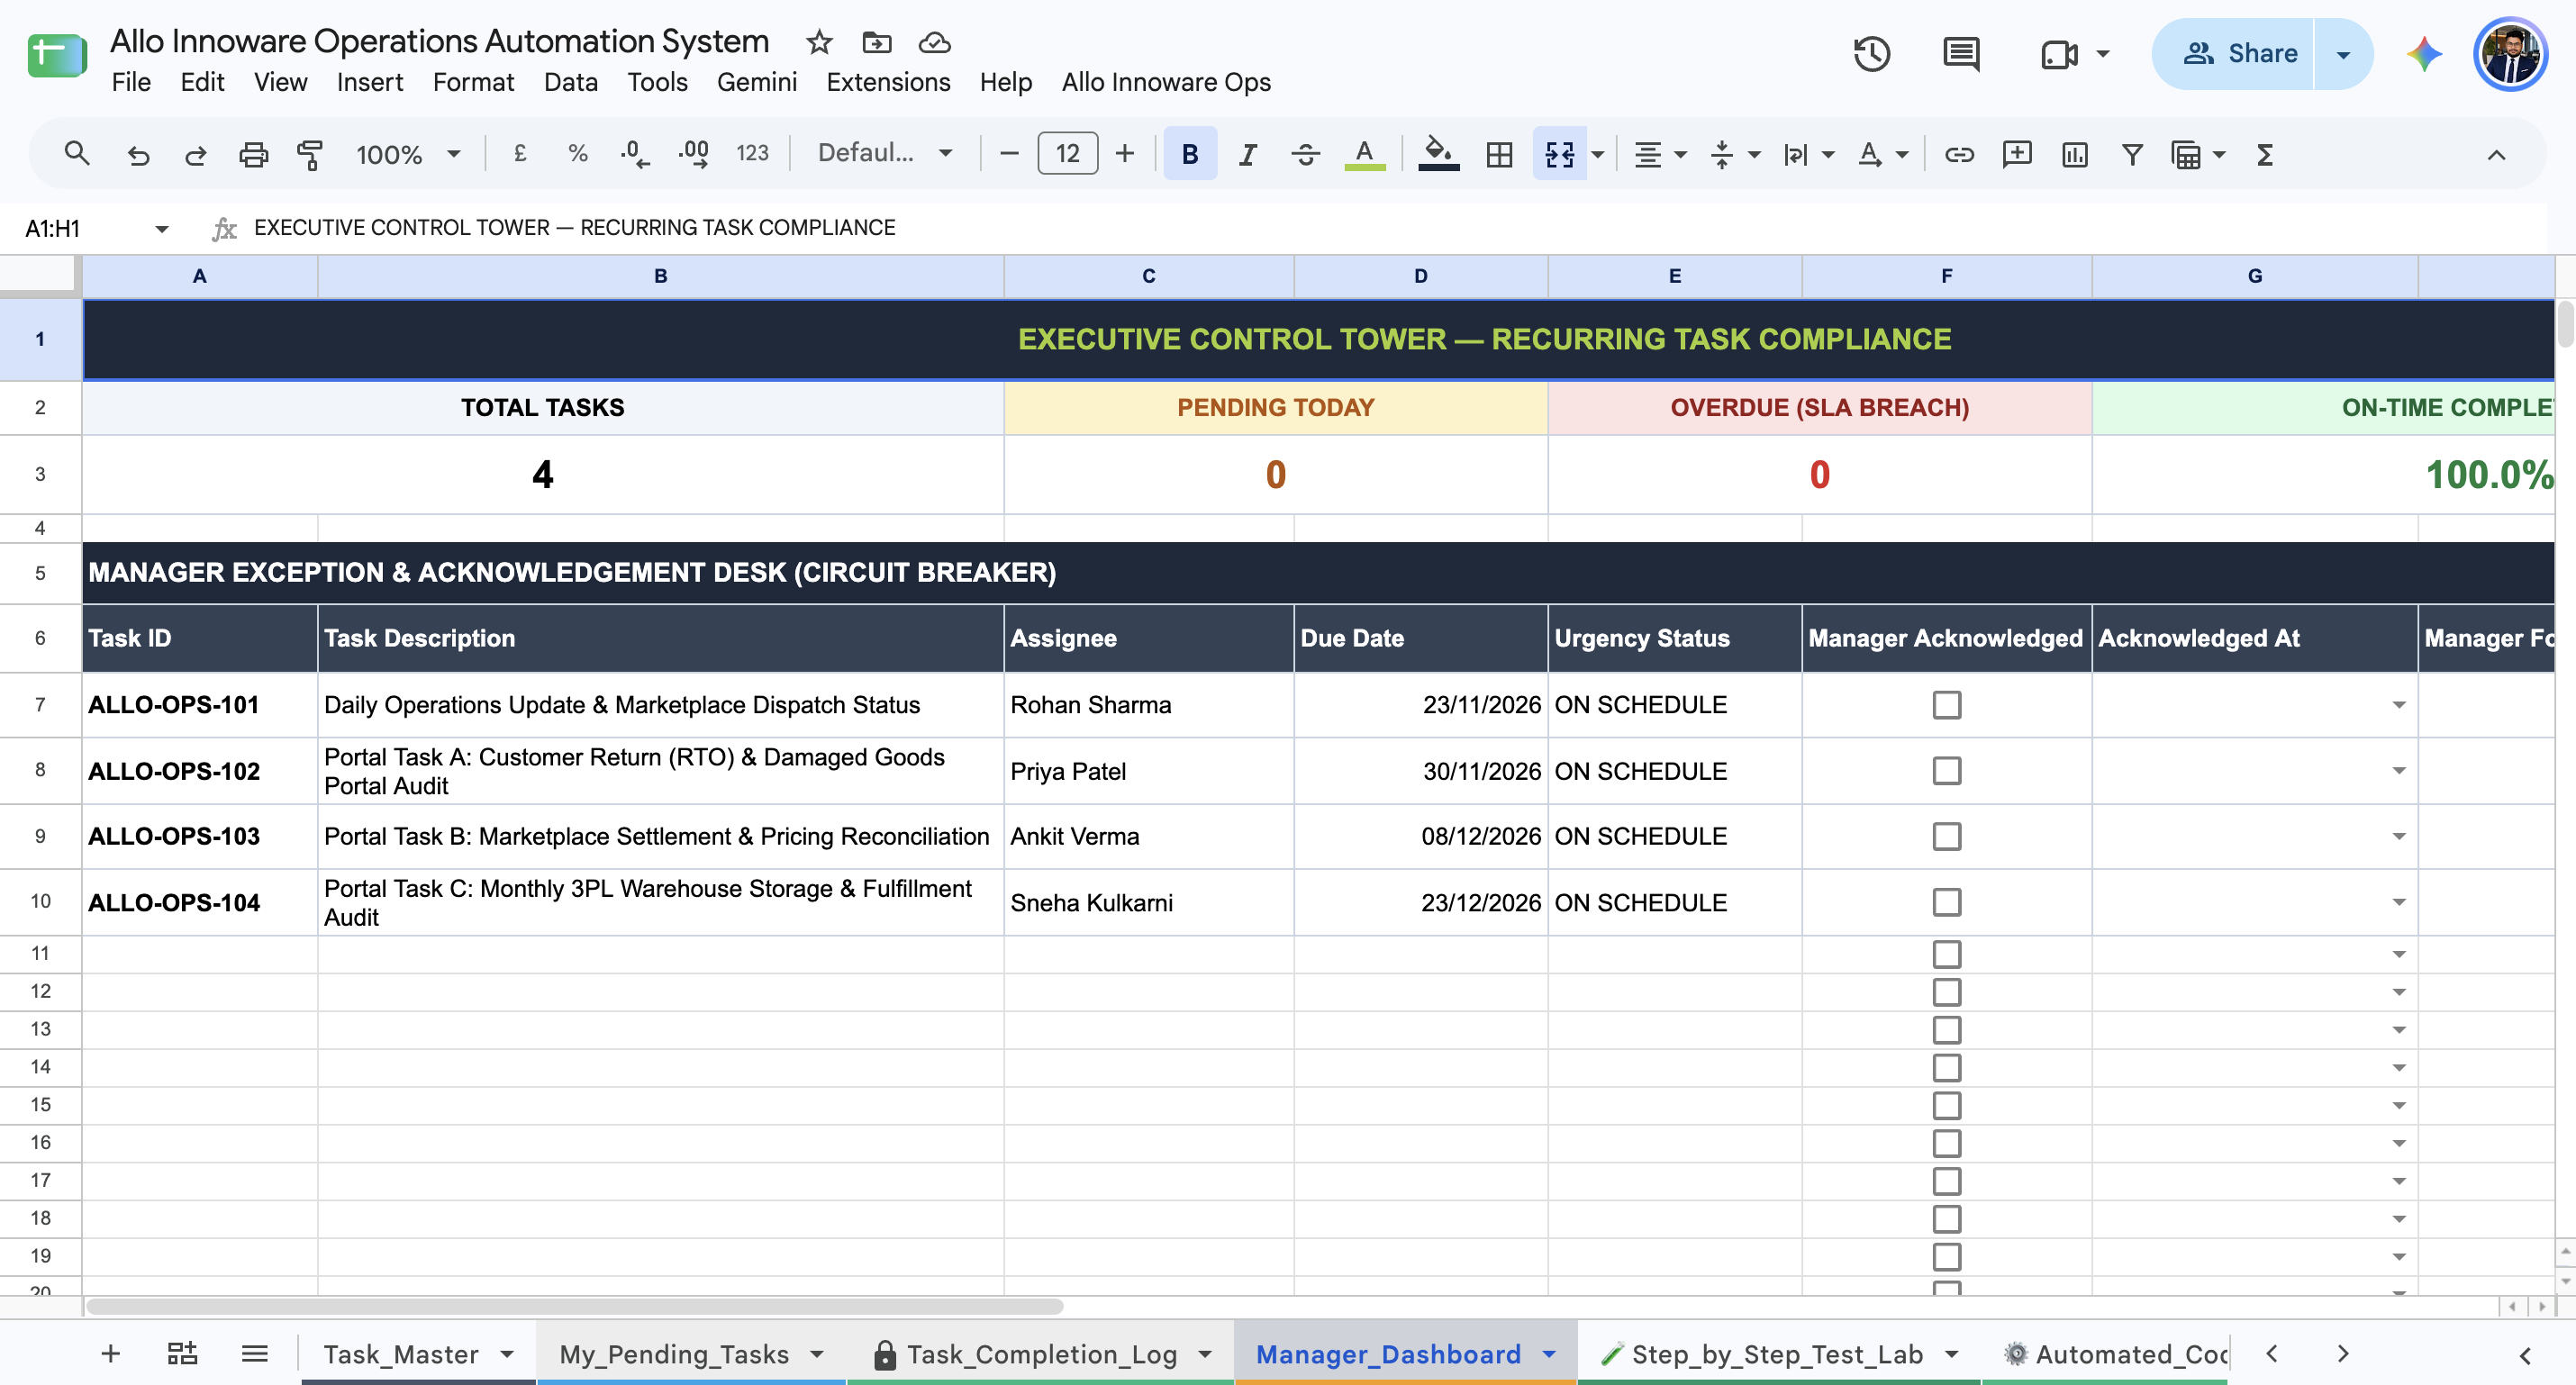 Allo Innoware Operations Automation System
File Edit View Insert Format Data Tools Gemini Extensions Help Allo Innoware Ops
Share
100% £ % .0 .00 123 Defaul... 12 B I A
A1:H1 fx EXECUTIVE CONTROL TOWER — RECURRING TASK COMPLIANCE
A B C D E F G
1 EXECUTIVE CONTROL TOWER — RECURRING TASK COMPLIANCE
2 TOTAL TASKS PENDING TODAY OVERDUE (SLA BREACH) ON-TIME COMPLE
3 4 0 0 100.0%
4
5 MANAGER EXCEPTION & ACKNOWLEDGEMENT DESK (CIRCUIT BREAKER)
6 Task ID Task Description Assignee Due Date Urgency Status Manager Acknowledged Acknowledged At Manager Fo
7 ALLO-OPS-101 Daily Operations Update & Marketplace Dispatch Status Rohan Sharma 23/11/2026 ON SCHEDULE
8 ALLO-OPS-102 Portal Task A: Customer Return (RTO) & Damaged Goods Portal Audit Priya Patel 30/11/2026 ON SCHEDULE
9 ALLO-OPS-103 Portal Task B: Marketplace Settlement & Pricing Reconciliation Ankit Verma 08/12/2026 ON SCHEDULE
10 ALLO-OPS-104 Portal Task C: Monthly 3PL Warehouse Storage & Fulfillment Audit Sneha Kulkarni 23/12/2026 ON SCHEDULE
11
12
13
14
15
16
17
18
19
20
Task_Master My_Pending_Tasks Task_Completion_Log Manager_Dashboard Step_by_Step_Test_Lab Automated_Coc